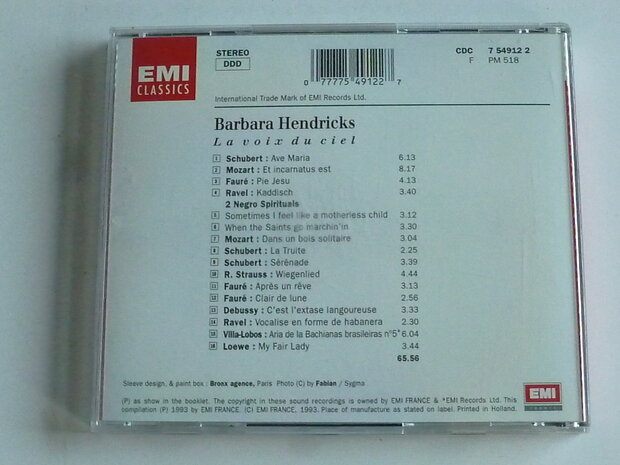 EMI
CLASSICS
STEREO
DDD
0 77775 49122 7
CDC 7 54912 2
F PM 518
International Trade Mark of EMI Records Ltd.
Barbara Hendricks
La voix du ciel
1 Schubert : Ave Maria 6.13
2 Mozart : Et incarnatus est 8.17
3 Fauré : Pie Jesu 4.13
4 Ravel : Kaddisch 3.40
2 Negro Spirituals
5 Sometimes I feel like a motherless child 3.12
6 When the Saints go marchin'in 3.30
7 Mozart : Dans un bois solitaire 3.04
8 Schubert : La Truite 2.25
9 Schubert : Sérénade 3.39
10 R. Strauss : Wiegenlied 4.44
11 Fauré : Après un rêve 3.13
12 Fauré : Clair de lune 2.56
13 Debussy : C'est l'extase langoureuse 3.33
14 Ravel : Vocalise en forme de habanera 2.30
15 Villa-Lobos : Aria de la Bachianas brasileiras n°5* 6.04
16 Loewe : My Fair Lady 3.44
65.56
Sleeve design, & paint box : Bronx agence, Paris Photo (C) by Fabian / Sygma
EMI
(P) as show in the booklet. The copyright in these sound recordings is owned by EMI FRANCE & *EMI Records Ltd. This
compilation (P) 1993 by EMI FRANCE. (C) EMI FRANCE, 1993. Place of manufacture as stated on label. Printed in Holland.